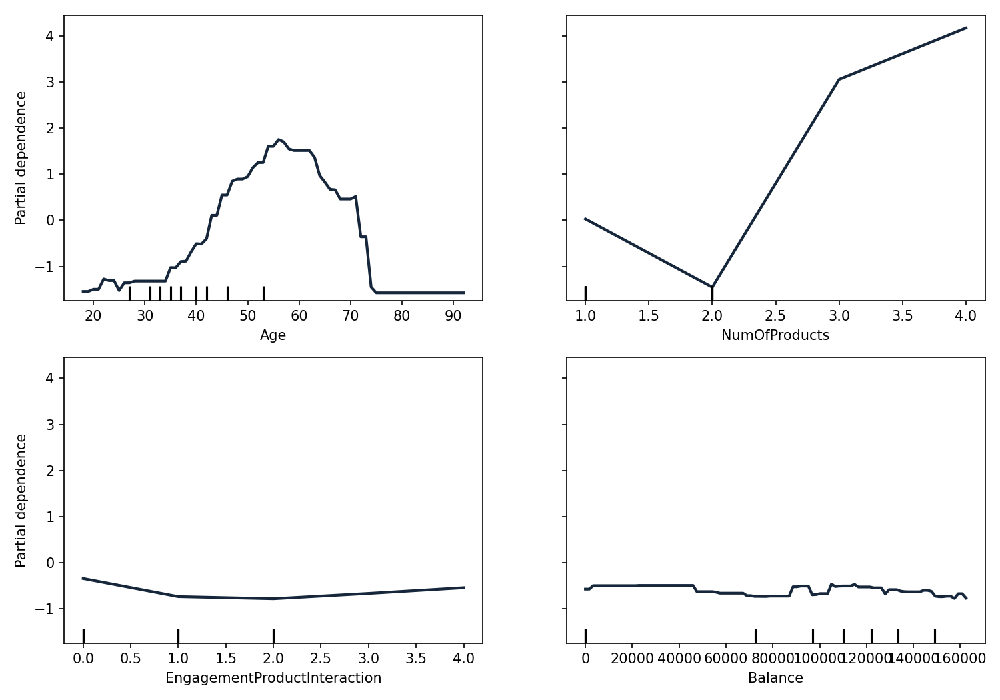 4
3
2
1
0
−1
Partial dependence
20 30 40 50 60 70 80 90
Age
1.0 1.5 2.0 2.5 3.0 3.5 4.0
NumOfProducts
4
3
2
1
0
−1
Partial dependence
0.0 0.5 1.0 1.5 2.0 2.5 3.0 3.5 4.0
EngagementProductInteraction
0 20000 40000 60000 80000 100000 120000 140000 160000
Balance